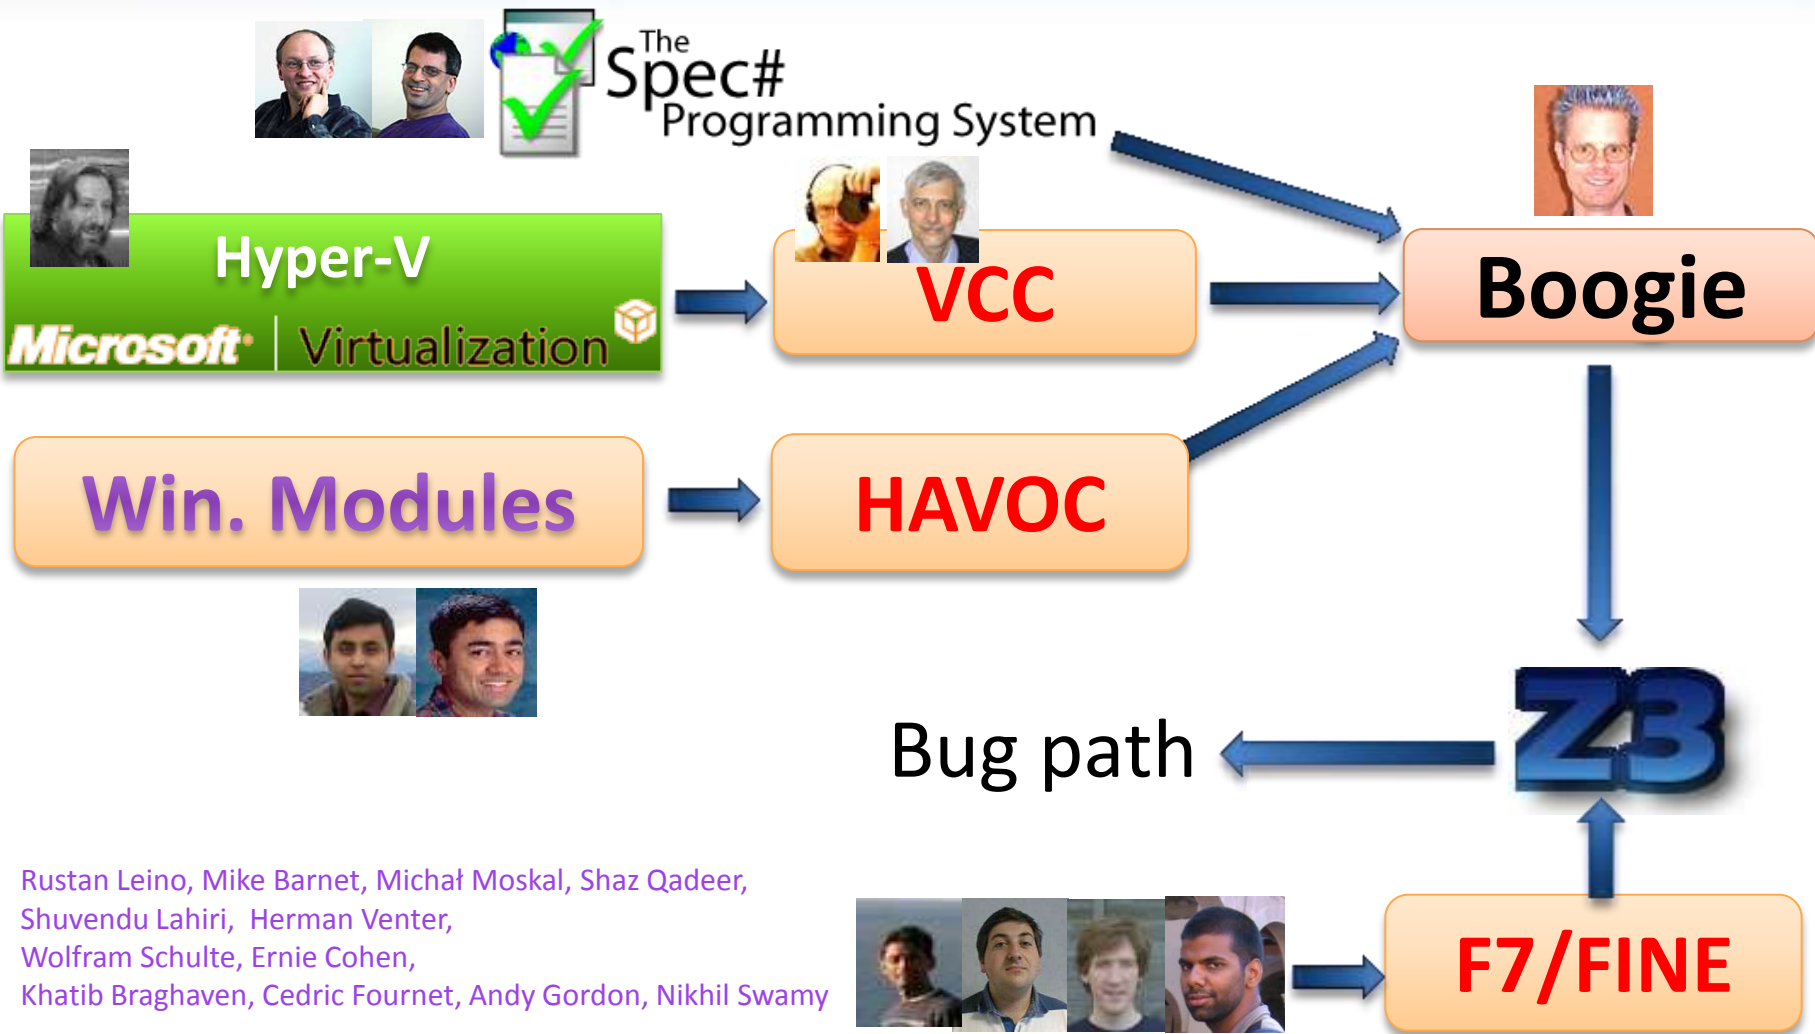 The
Spec#
Programming System
Hyper-V
Microsoft® | Virtualization
VCC
Boogie
Win. Modules
HAVOC
Z3
Bug path
Rustan Leino, Mike Barnet, Michał Moskal, Shaz Qadeer,
Shuvendu Lahiri, Herman Venter,
Wolfram Schulte, Ernie Cohen,
Khatib Braghaven, Cedric Fournet, Andy Gordon, Nikhil Swamy
F7/FINE